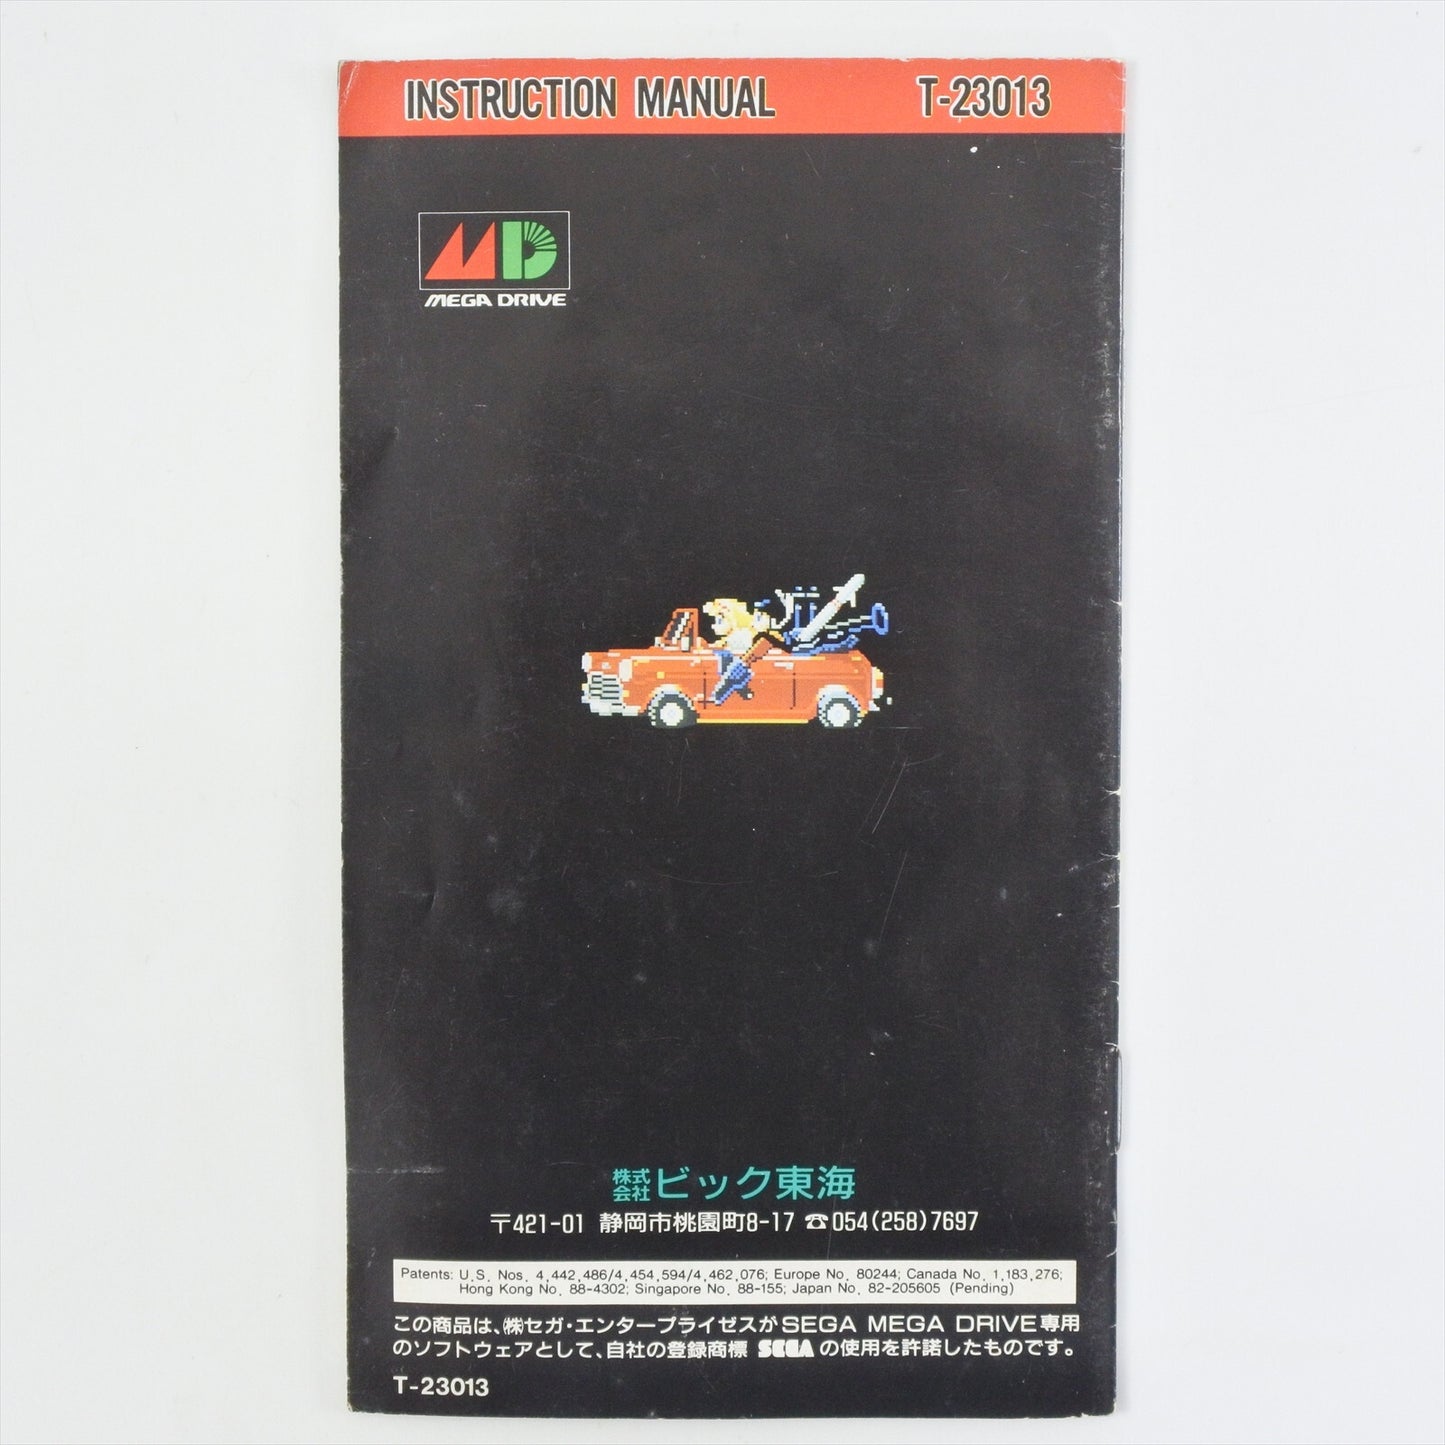 INSTRUCTION MANUAL T-23013
MEGA DRIVE
株式会社ビック東海
〒421-01 静岡市桃園町8-17 ☎054(258)7697
Patents: U.S. Nos. 4,442,486/4,454,594/4,462,076; Europe No. 80244; Canada No. 1,183,276;
Hong Kong No. 88-4302; Singapore No. 88-155; Japan No. 82-205605 (Pending)
この商品は、㈱セガ・エンタープライゼスがSEGA MEGA DRIVE専用
のソフトウェアとして、自社の登録商標 SEGA の使用を許諾したものです。
T-23013